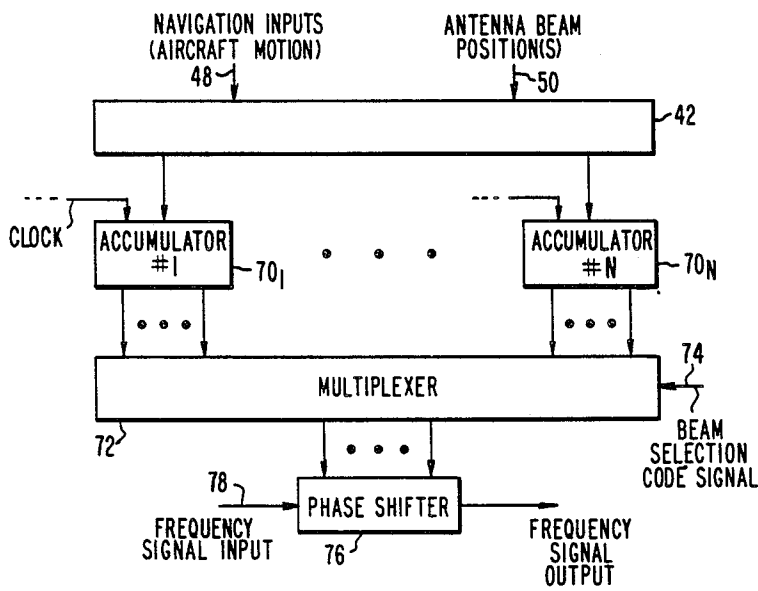 NAVIGATION INPUTS
(AIRCRAFT MOTION)
48
ANTENNA BEAM
POSITION(S)
50
42
CLOCK
ACCUMULATOR
#1
70₁
ACCUMULATOR
#N
70N
MULTIPLEXER
72
74
BEAM
SELECTION
CODE SIGNAL
78
FREQUENCY
SIGNAL INPUT
PHASE SHIFTER
76
FREQUENCY
SIGNAL
OUTPUT